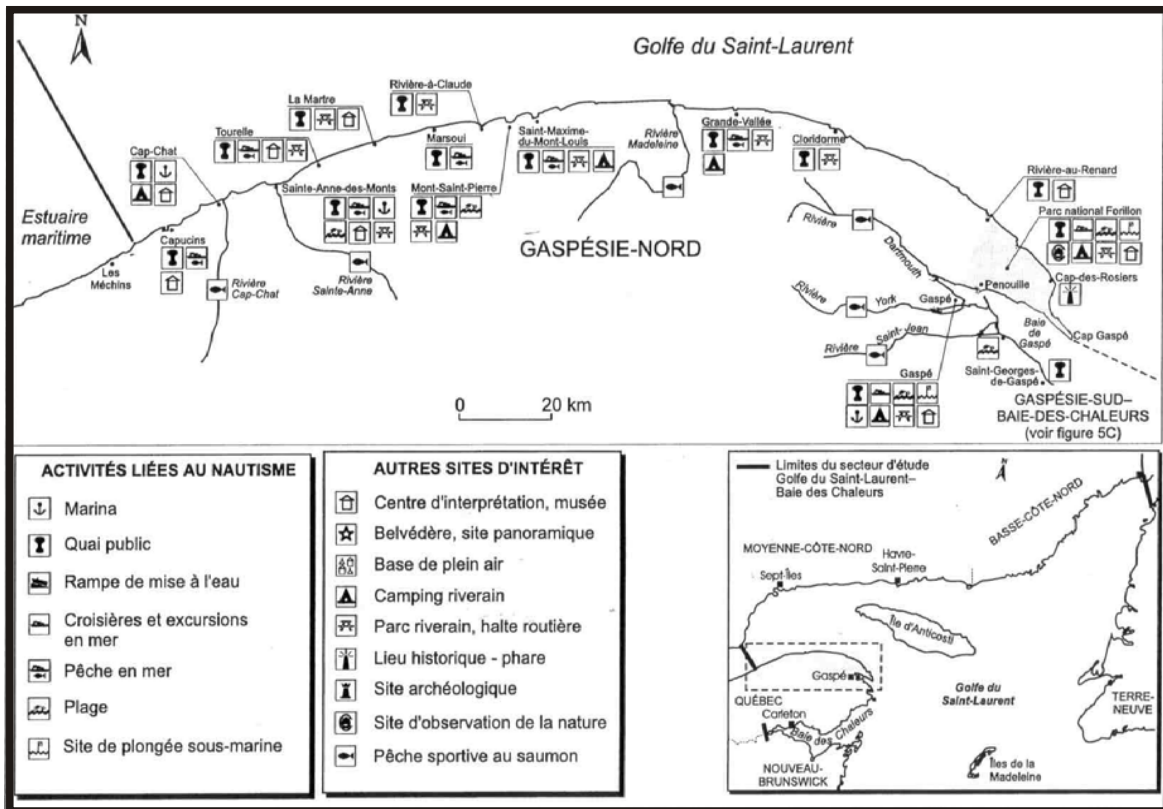 N
Golfe du Saint-Laurent
Rivière-à-Claude
La Martre
Tourelle
Cap-Chat
Marsoui
Saint-Maxime-
du-Mont-Louis
Rivière
Madeleine
Grande-Vallée
Cloridorme
Rivière-au-Renard
Sainte-Anne-des-Monts
Mont-Saint-Pierre
Parc national Forillon
Estuaire
maritime
Capucins
Les
Méchins
Rivière
Cap-Chat
Rivière
Sainte-Anne
GASPÉSIE-NORD
Rivière
Dartmouth
Penouille
Cap-des-Rosiers
Rivière
York
Gaspé
Baie
de
Gaspé
Cap Gaspé
Rivière
Saint-Jean
Saint-Georges-
de-Gaspé
Gaspé
0 20 km
GASPÉSIE-SUD–
BAIE-DES-CHALEURS
(voir figure 5C)
ACTIVITÉS LIÉES AU NAUTISME
Marina
Quai public
Rampe de mise à l'eau
Croisières et excursions
en mer
Pêche en mer
Plage
Site de plongée sous-marine
AUTRES SITES D'INTÉRÊT
Centre d'interprétation, musée
Belvédère, site panoramique
Base de plein air
Camping riverain
Parc riverain, halte routière
Lieu historique - phare
Site archéologique
Site d'observation de la nature
Pêche sportive au saumon
Limites du secteur d'étude
Golfe du Saint-Laurent–
Baie des Chaleurs
N
BASSE-CÔTE-NORD
MOYENNE-CÔTE-NORD
Havre-
Saint-Pierre
Sept-Îles
Île d'Anticosti
Gaspé
QUÉBEC
Carleton
Baie des Chaleurs
Golfe du
Saint-Laurent
TERRE-
NEUVE
NOUVEAU-
BRUNSWICK
Îles de la
Madeleine